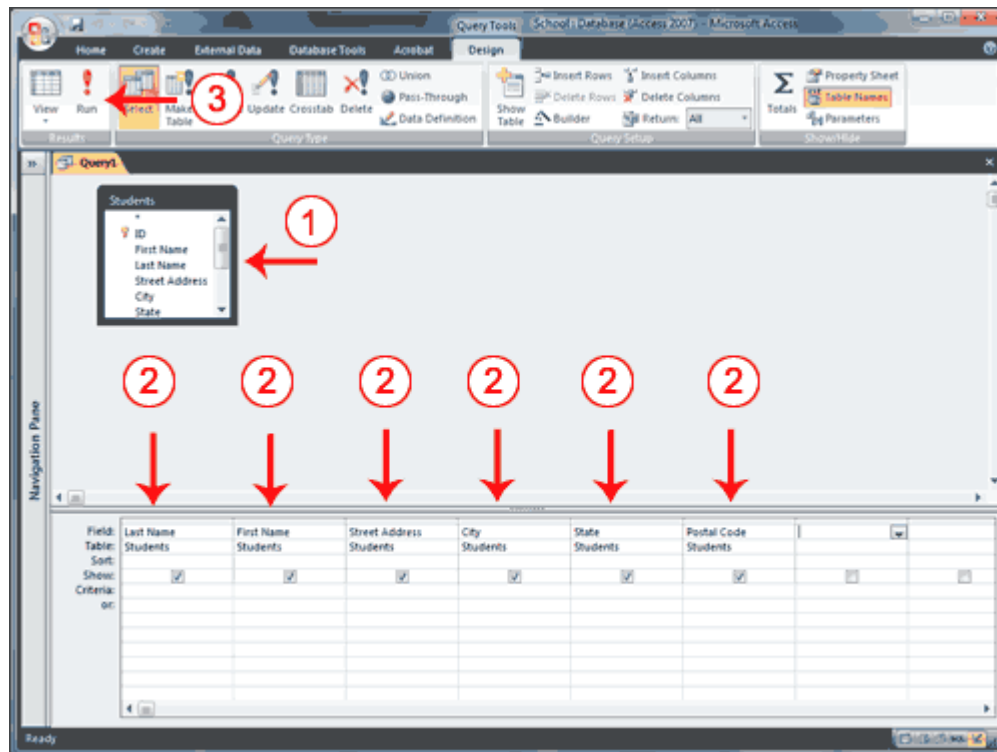 Query Tools School : Database (Access 2007) - Microsoft Access
Home Create External Data Database Tools Acrobat Design
View
Run
3
Select
Make Table
Update
Crosstab
Delete
Union
Pass-Through
Data Definition
Show Table
Insert Rows
Delete Rows
Builder
Insert Columns
Delete Columns
Return: All
Totals
Property Sheet
Table Names
Parameters
Results Query Type Query Setup Show/Hide
» Query1 ×
Students
*
ID
First Name
Last Name
Street Address
City
State
1
2 2 2 2 2 2
Navigation Pane
Field: Last Name First Name Street Address City State Postal Code
Table: Students Students Students Students Students Students
Sort:
Show:
Criteria:
or:
Ready